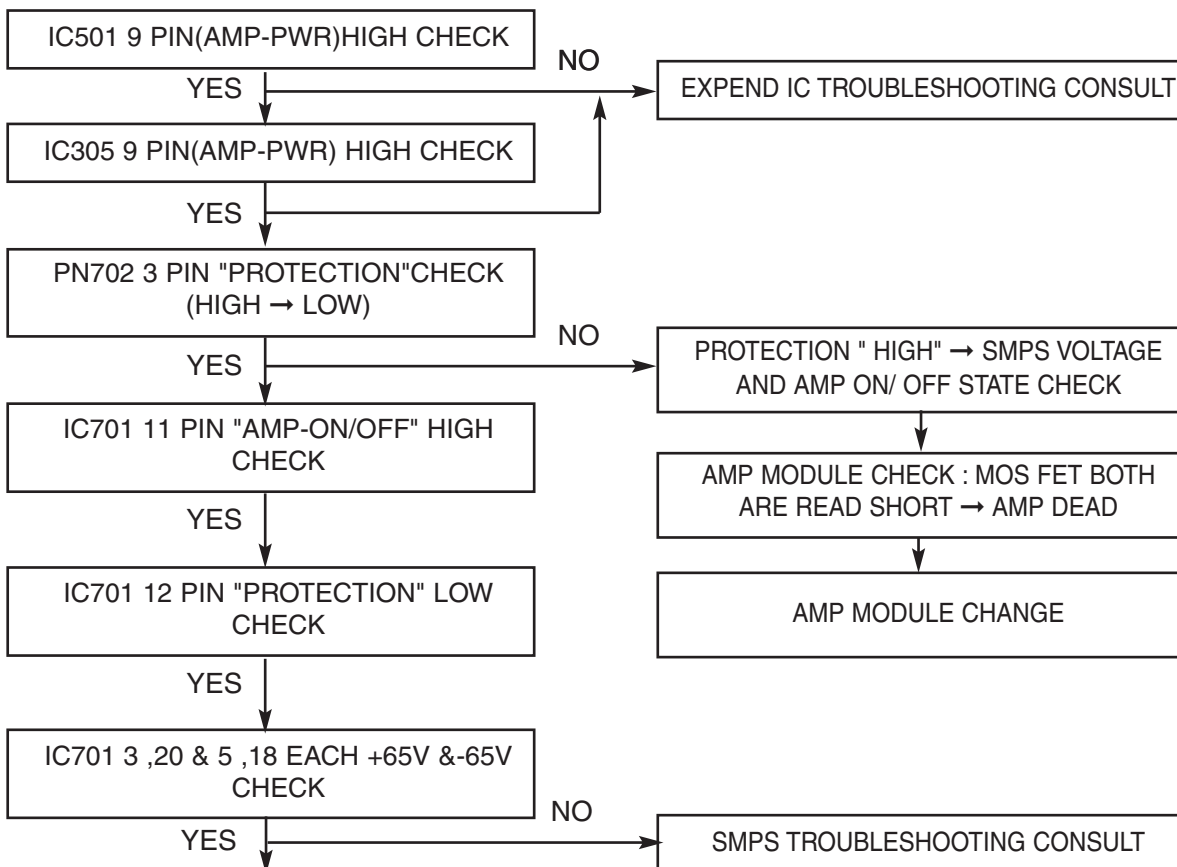 IC501 9 PIN(AMP-PWR)HIGH CHECK
NO
YES
EXPEND IC TROUBLESHOOTING CONSULT
IC305 9 PIN(AMP-PWR) HIGH CHECK
YES
PN702 3 PIN "PROTECTION"CHECK
(HIGH → LOW)
NO
YES
PROTECTION " HIGH" → SMPS VOLTAGE
AND AMP ON/ OFF STATE CHECK
IC701 11 PIN "AMP-ON/OFF" HIGH
CHECK
AMP MODULE CHECK : MOS FET BOTH
ARE READ SHORT → AMP DEAD
YES
IC701 12 PIN "PROTECTION" LOW
CHECK
AMP MODULE CHANGE
YES
IC701 3 ,20 & 5 ,18 EACH +65V &-65V
CHECK
NO
YES
SMPS TROUBLESHOOTING CONSULT